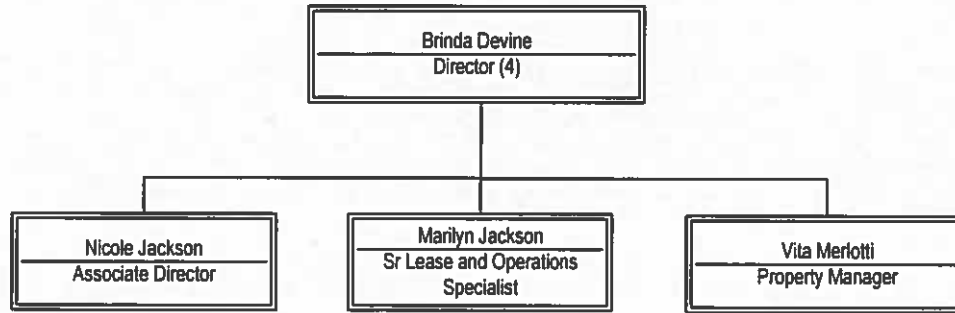 Brinda Devine
Director (4)
Nicole Jackson
Associate Director
Marilyn Jackson
Sr Lease and Operations
Specialist
Vita Merlotti
Property Manager